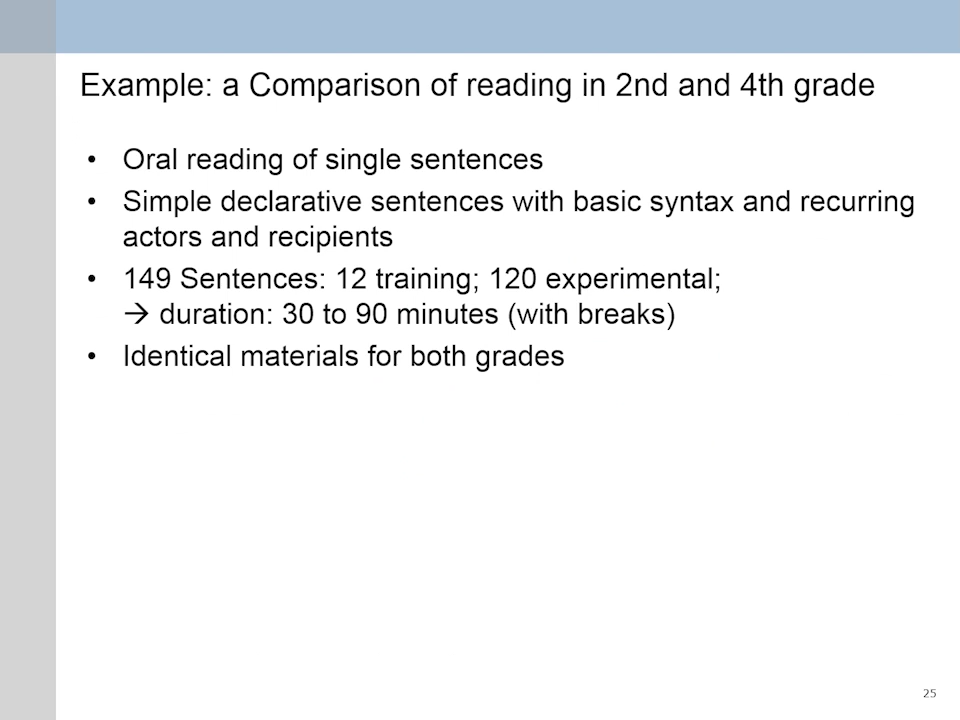 Example: a Comparison of reading in 2nd and 4th grade
• Oral reading of single sentences
• Simple declarative sentences with basic syntax and recurring
actors and recipients
• 149 Sentences: 12 training; 120 experimental;
→ duration: 30 to 90 minutes (with breaks)
• Identical materials for both grades
25